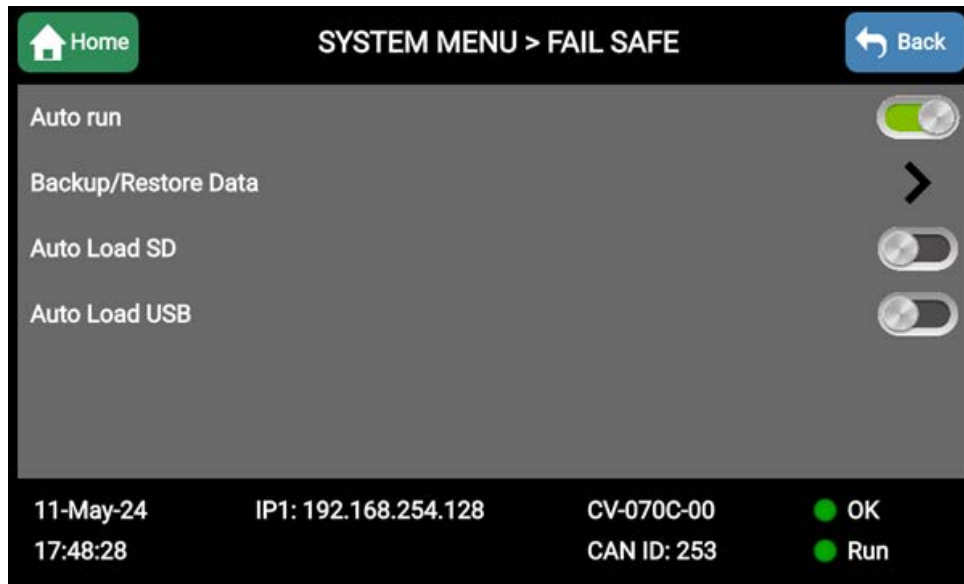 Home SYSTEM MENU > FAIL SAFE Back
Auto run
Backup/Restore Data
Auto Load SD
Auto Load USB
11-May-24 IP1: 192.168.254.128 CV-070C-00 OK
17:48:28 CAN ID: 253 Run